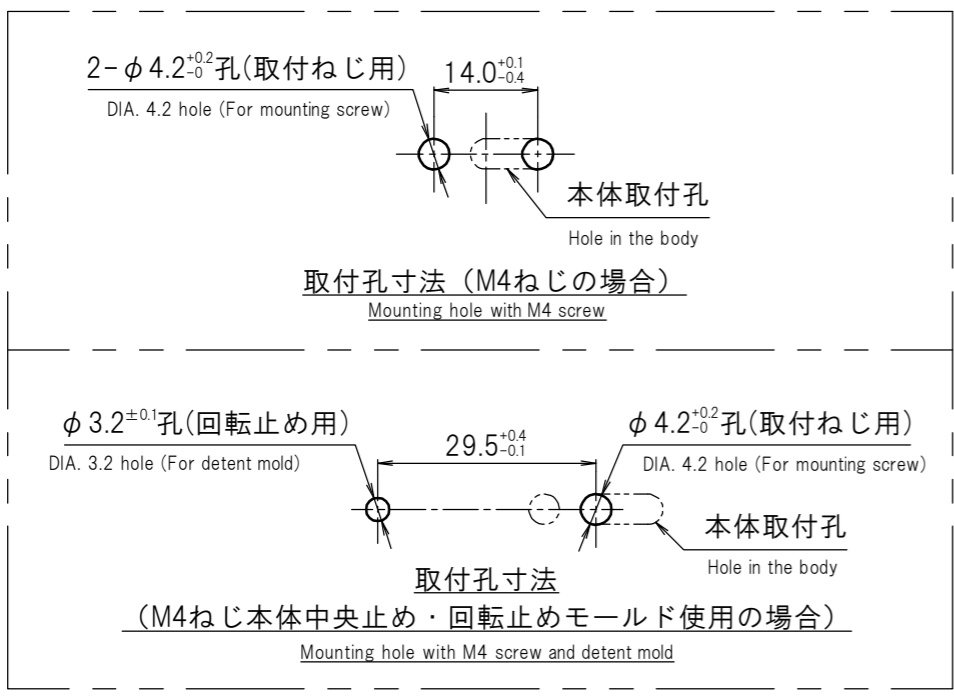 2-φ4.2+0.2-0孔(取付ねじ用)
DIA. 4.2 hole (For mounting screw)
14.0+0.1-0.4
本体取付孔
Hole in the body
取付孔寸法（M4ねじの場合）
Mounting hole with M4 screw
φ3.2±0.1孔(回転止め用)
DIA. 3.2 hole (For detent mold)
29.5+0.4-0.1
φ4.2+0.2-0孔(取付ねじ用)
DIA. 4.2 hole (For mounting screw)
本体取付孔
Hole in the body
取付孔寸法
（M4ねじ本体中央止め・回転止めモールド使用の場合）
Mounting hole with M4 screw and detent mold